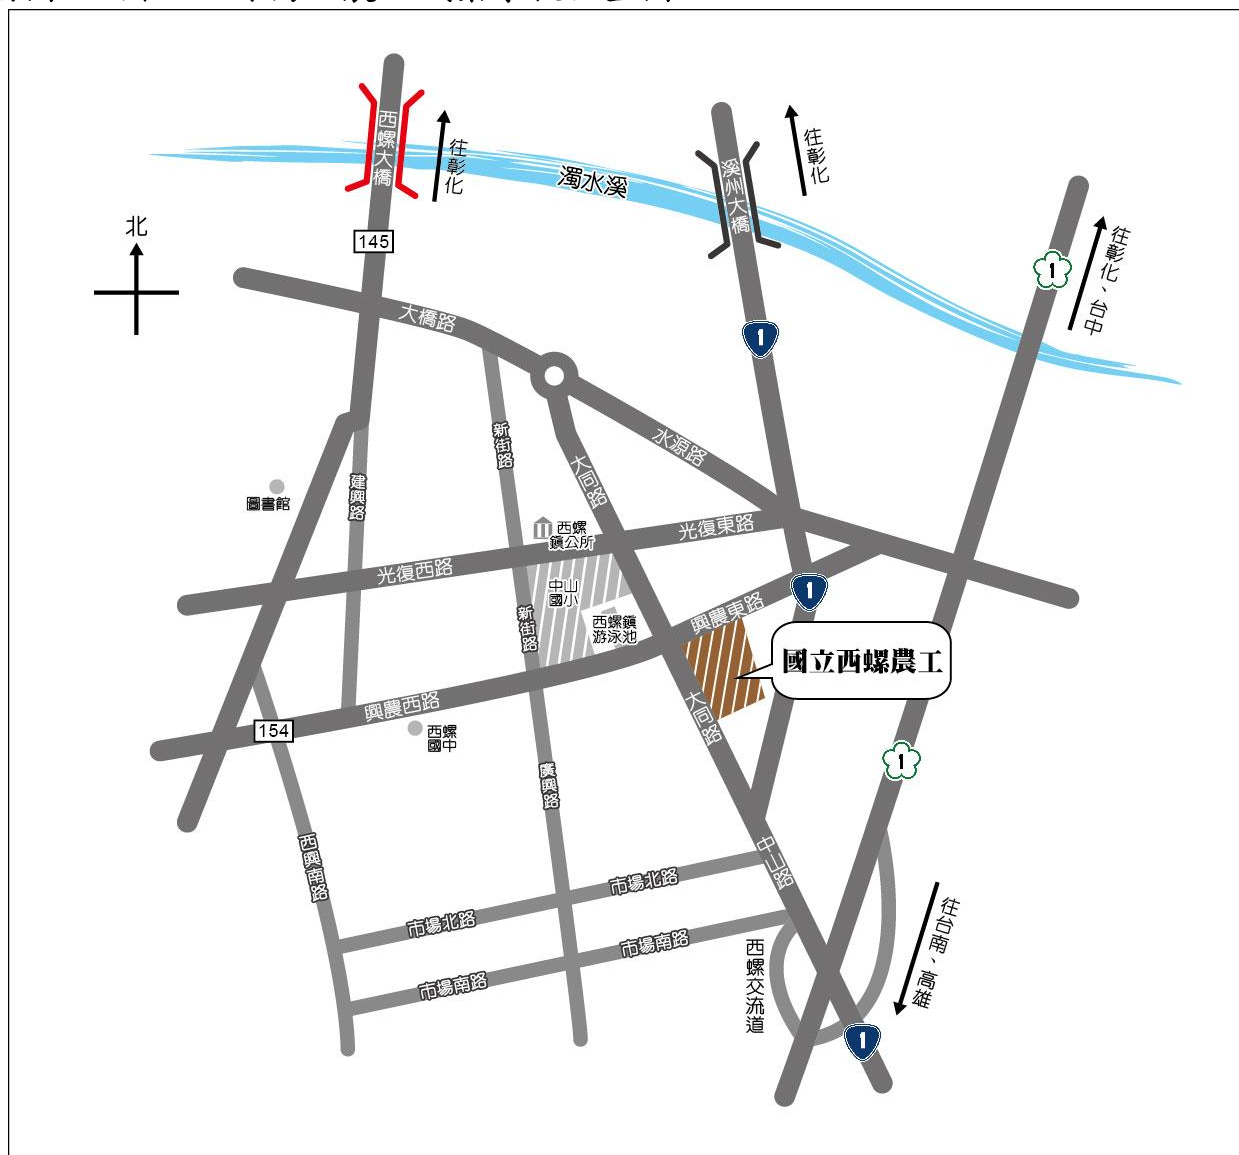 西螺大橋
往彰化
濁水溪
溪州大橋
往彰化
往彰化、台中
北
145
1
1
大橋路
新街路
水源路
大同路
建興路
圖書館
西螺
鎮公所
光復東路
光復西路
中山
國小
1
新街路
西螺鎮
游泳池
興農東路
國立西螺農工
興農西路
大同路
154
西螺
國中
1
廣興路
西興南路
中山路
市場北路
市場北路
市場南路
市場南路
西螺交流道
往台南、高雄
1